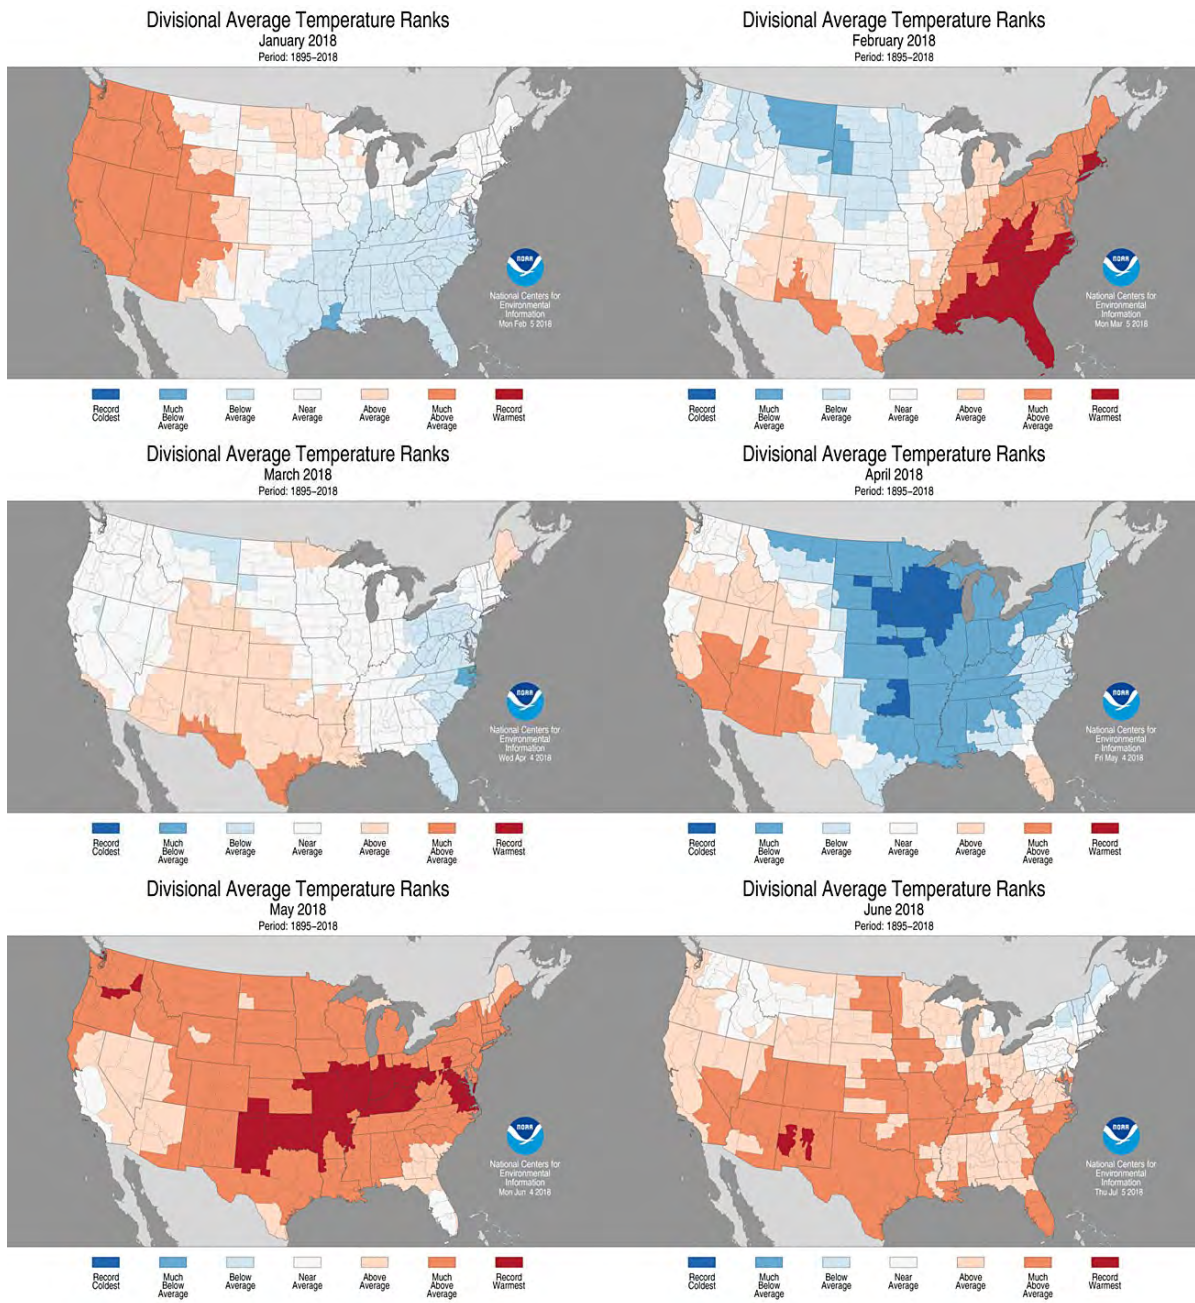 Divisional Average Temperature Ranks
January 2018
Period: 1895–2018
NOAA
National Centers for
Environmental
Information
Mon Feb 5 2018
Record
Coldest
Much
Below
Average
Below
Average
Near
Average
Above
Average
Much
Above
Average
Record
Warmest
Divisional Average Temperature Ranks
February 2018
Period: 1895–2018
NOAA
National Centers for
Environmental
Information
Mon Mar 5 2018
Record
Coldest
Much
Below
Average
Below
Average
Near
Average
Above
Average
Much
Above
Average
Record
Warmest
Divisional Average Temperature Ranks
March 2018
Period: 1895–2018
NOAA
National Centers for
Environmental
Information
Wed Apr 4 2018
Record
Coldest
Much
Below
Average
Below
Average
Near
Average
Above
Average
Much
Above
Average
Record
Warmest
Divisional Average Temperature Ranks
April 2018
Period: 1895–2018
NOAA
National Centers for
Environmental
Information
Fri May 4 2018
Record
Coldest
Much
Below
Average
Below
Average
Near
Average
Above
Average
Much
Above
Average
Record
Warmest
Divisional Average Temperature Ranks
May 2018
Period: 1895–2018
NOAA
National Centers for
Environmental
Information
Mon Jun 4 2018
Record
Coldest
Much
Below
Average
Below
Average
Near
Average
Above
Average
Much
Above
Average
Record
Warmest
Divisional Average Temperature Ranks
June 2018
Period: 1895–2018
NOAA
National Centers for
Environmental
Information
Thu Jul 5 2018
Record
Coldest
Much
Below
Average
Below
Average
Near
Average
Above
Average
Much
Above
Average
Record
Warmest